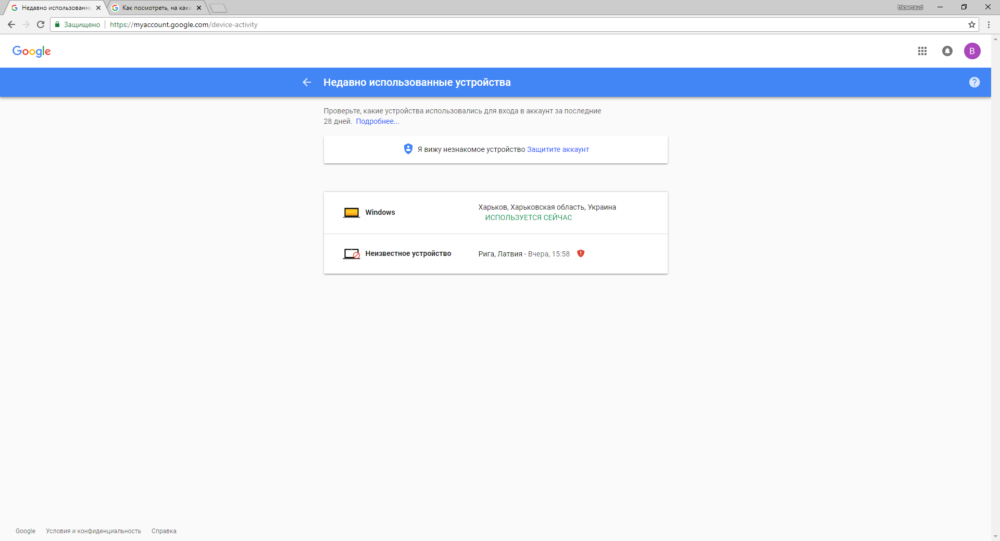 Недавно использованн
Как посмотреть, на каки
blownaud
Защищено
https://myaccount.google.com/device-activity
Google
B
Недавно использованные устройства
?
Проверьте, какие устройства использовались для входа в аккаунт за последние
28 дней. Подробнее...
Я вижу незнакомое устройство Защитите аккаунт
Windows
Харьков, Харьковская область, Украина
ИСПОЛЬЗУЕТСЯ СЕЙЧАС
Неизвестное устройство
Рига, Латвия - Вчера, 15:58
Google Условия и конфиденциальность Справка